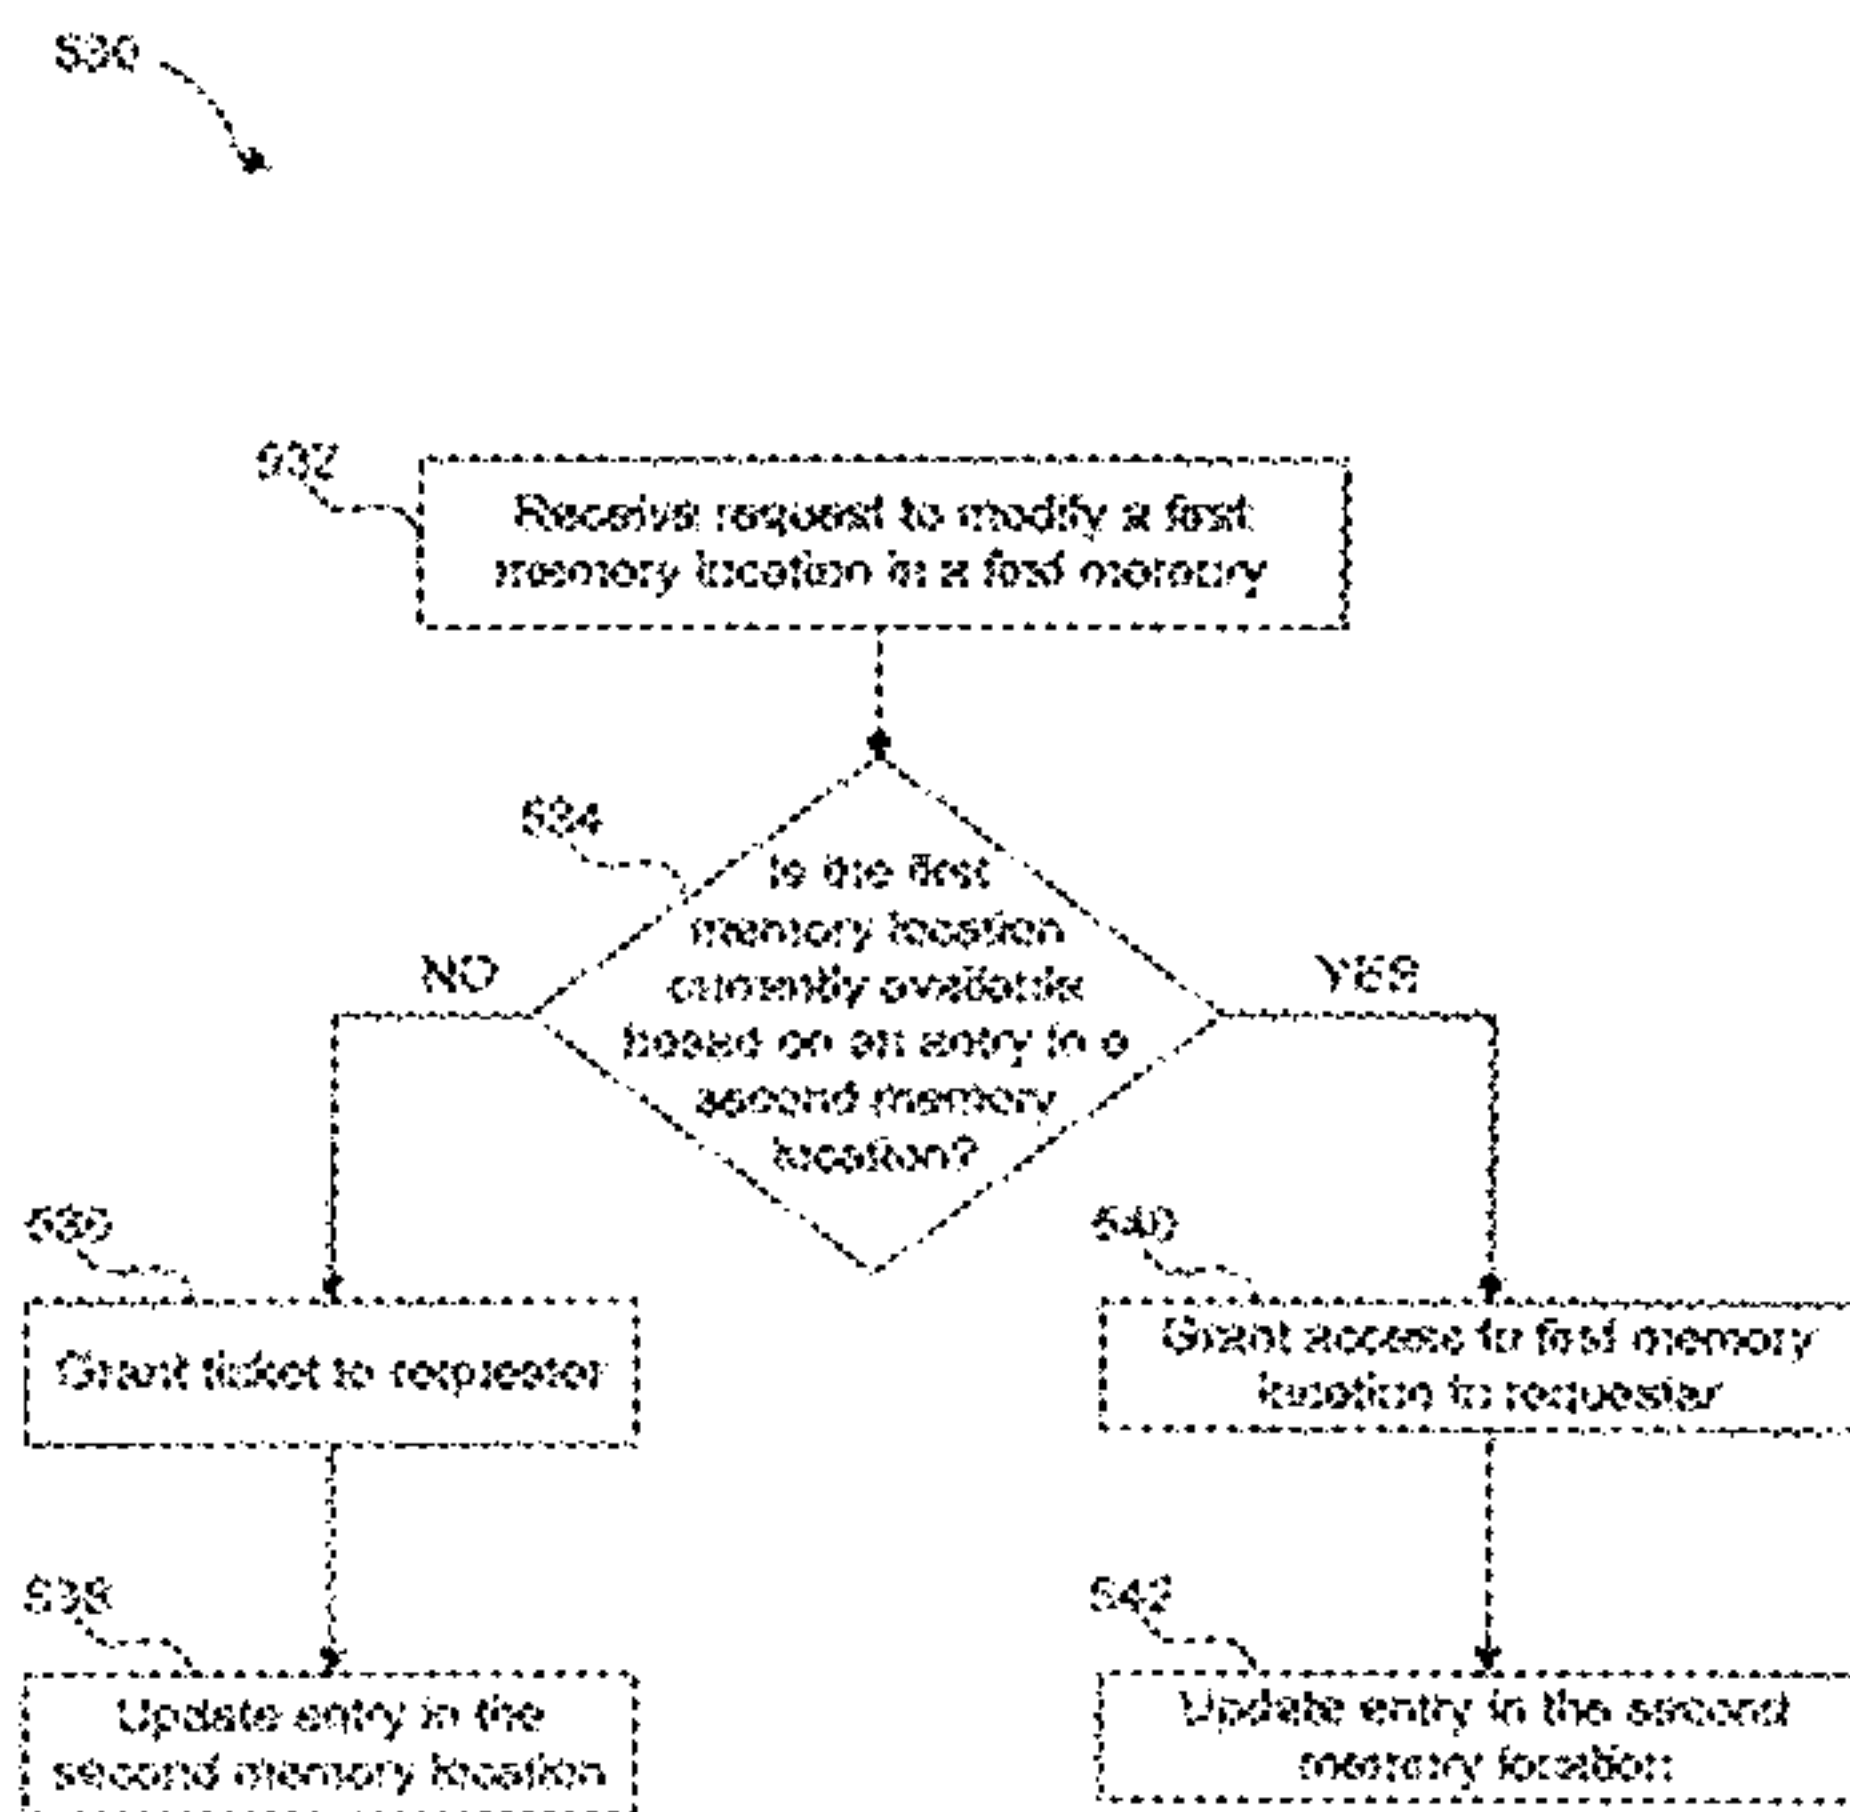 530
532
Receive request to modify a first
memory location in a first memory
534
Is the first
memory location
currently available
based on an entry in a
second memory
location?
NO
YES
536
Grant ticket to requester
540
Grant access to first memory
location to requester
538
Update entry in the
second memory location
542
Update entry in the second
memory location